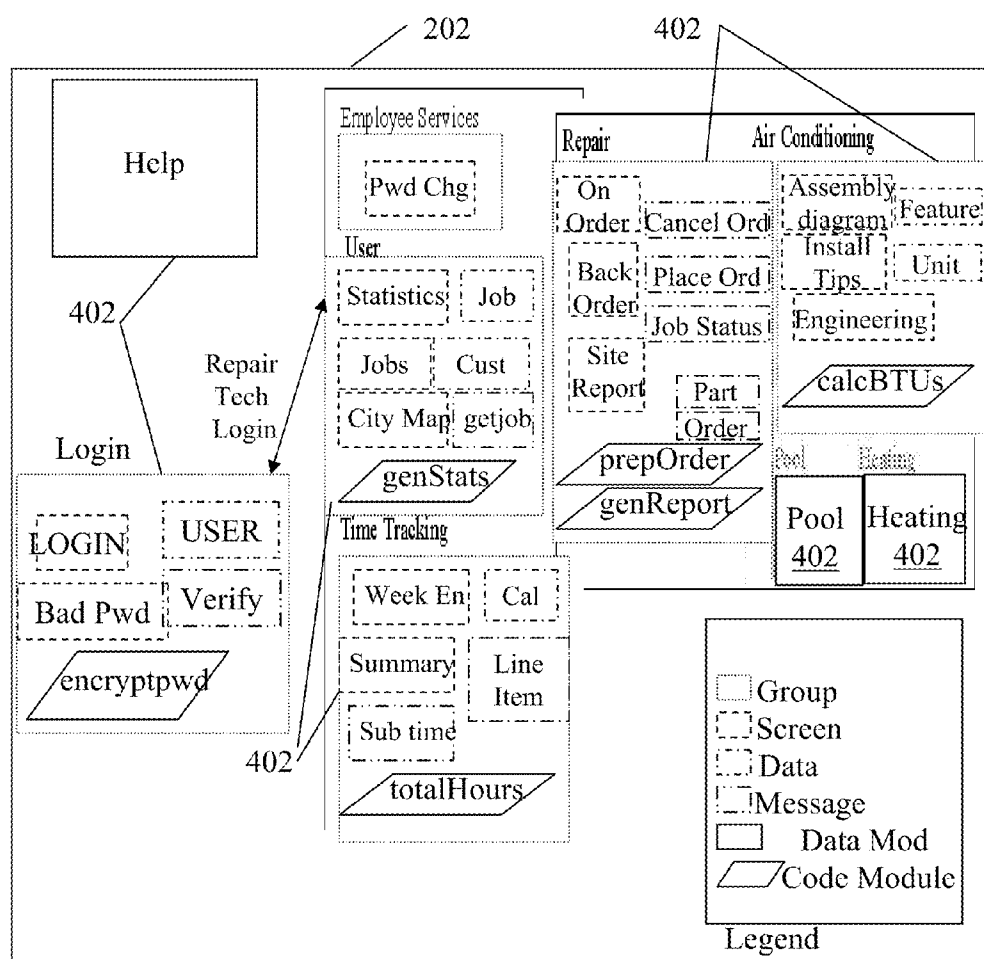 202
402
Help
402
Employee Services
Pwd Chg
User
Statistics
Job
Jobs
Cust
City Map
getjob
genStats
Repair
Tech
Login
Login
LOGIN
USER
Bad Pwd
Verify
encryptpwd
402
Time Tracking
Week En
Cal
Summary
Line
Item
Sub time
totalHours
Repair
On
Order
Cancel Ord
Back
Order
Place Ord
Job Status
Site
Report
Part
Order
prepOrder
genReport
Air Conditioning
Assembly
diagram
Feature
Install
Tips
Unit
Engineering
calcBTUs
Pool
Heating
Pool
402
Heating
402
Group
Screen
Data
Message
Data Mod
Code Module
Legend